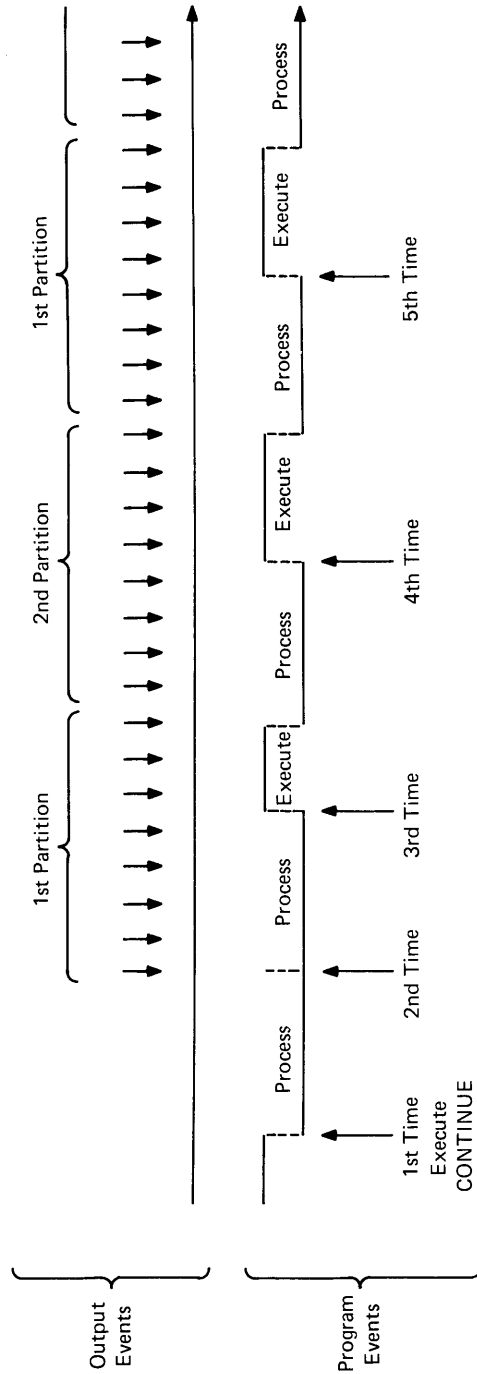 1st Partition
2nd Partition
1st Partition
Output
Events
Process
Process
Execute
Process
Execute
Process
Execute
Process
Program
Events
1st Time
Execute
CONTINUE
2nd Time
3rd Time
4th Time
5th Time